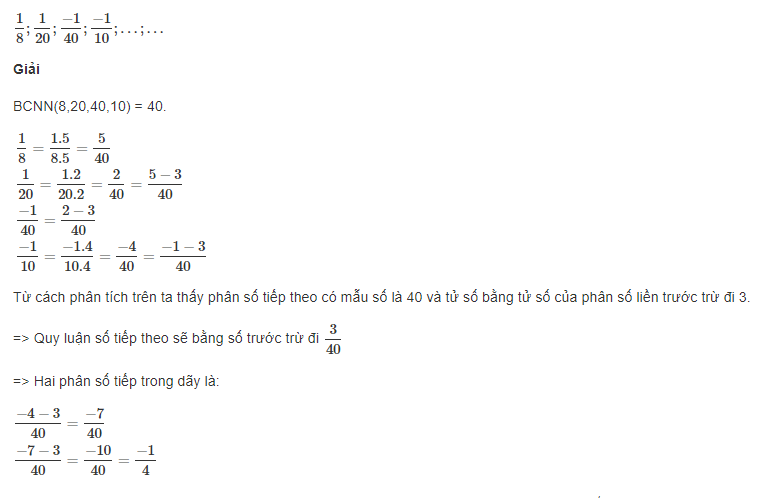 1/8; 1/20; −1/40; −1/10; …; …
Giải
BCNN(8,20,40,10) = 40.
1/8 = 1.5/8.5 = 5/40
1/20 = 1.2/20.2 = 2/40 = 5 − 3/40
−1/40 = 2 − 3/40
−1/10 = −1.4/10.4 = −4/40 = −1 − 3/40
Từ cách phân tích trên ta thấy phân số tiếp theo có mẫu số là 40 và tử số bằng tử số của phân số liền trước trừ đi 3.
=> Quy luận số tiếp theo sẽ bằng số trước trừ đi 3/40
=> Hai phân số tiếp trong dãy là:
−4 − 3/40 = −7/40
−7 − 3/40 = −10/40 = −1/4